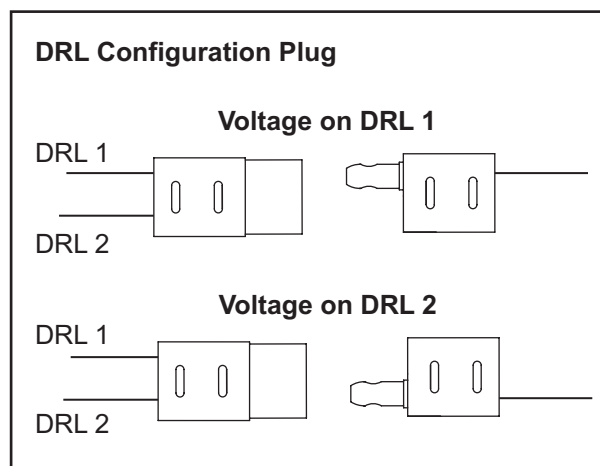 DRL Configuration Plug
Voltage on DRL 1
DRL 1
DRL 2
Voltage on DRL 2
DRL 1
DRL 2